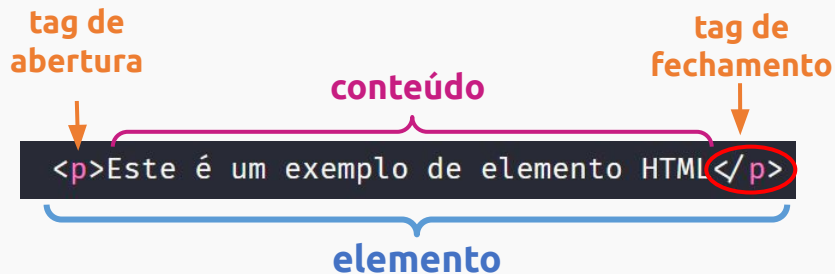 tag de
abertura
tag de
fechamento
conteúdo
<p>Este é um exemplo de elemento HTML</p>
elemento